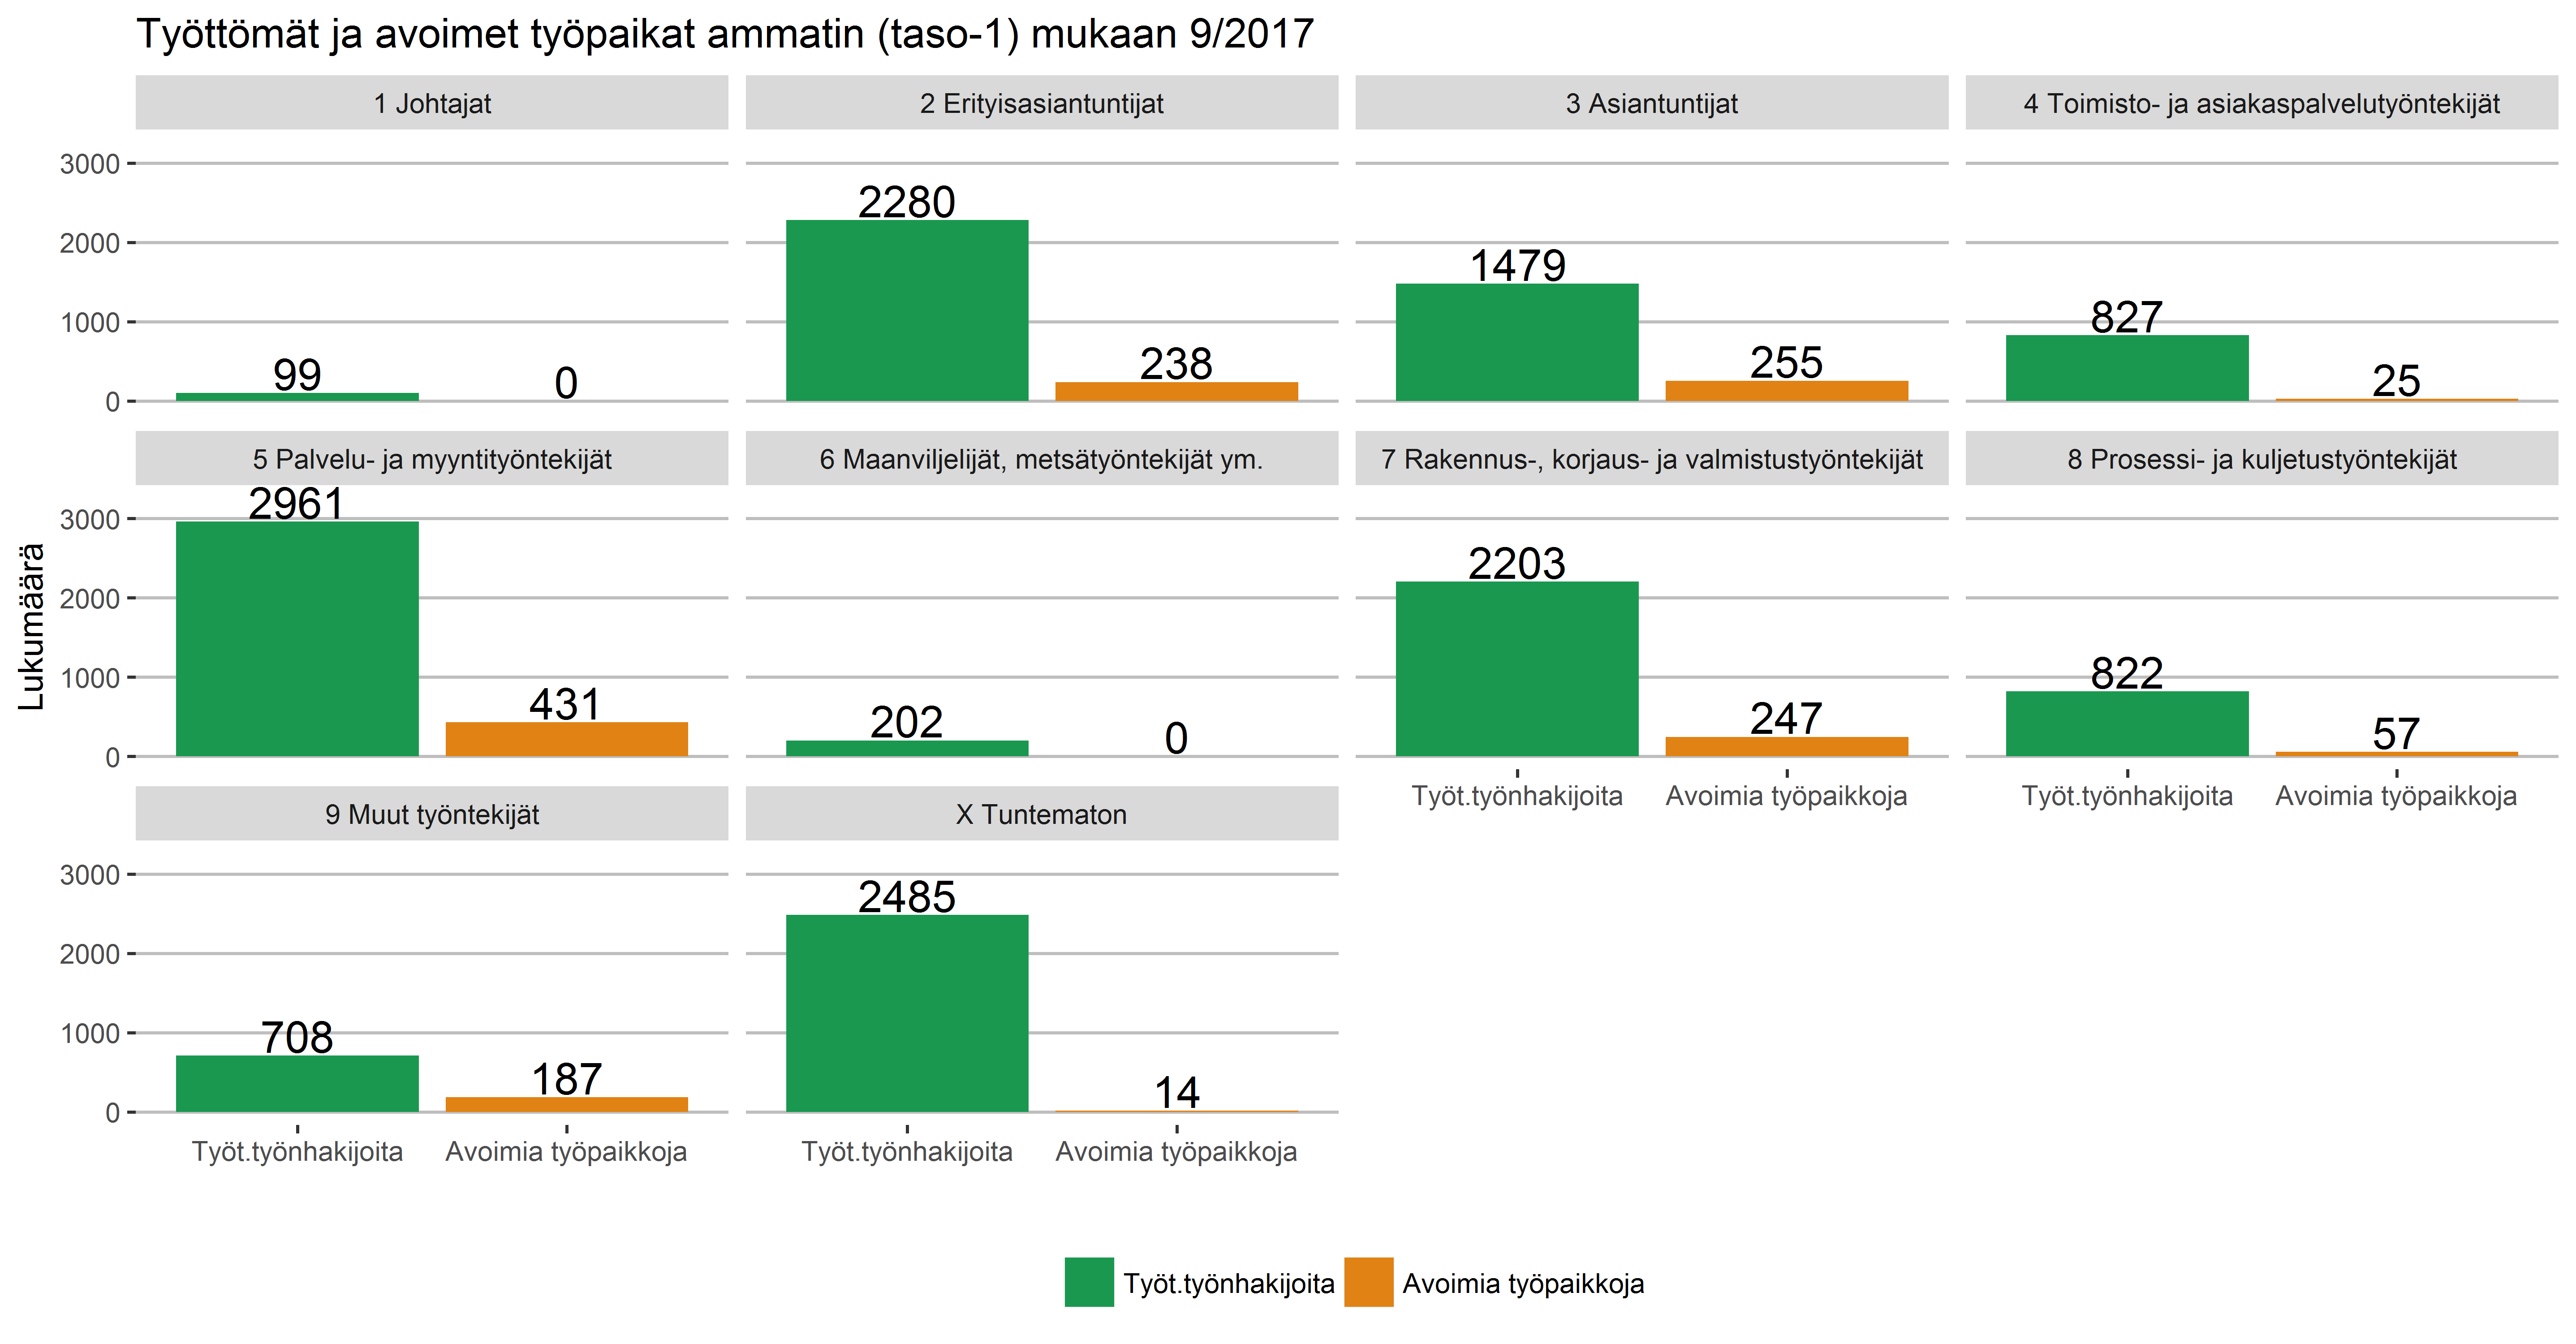 Työttömät ja avoimet työpaikat ammatin (taso-1) mukaan 9/2017
1 Johtajat
2 Erityisasiantuntijat
3 Asiantuntijat
4 Toimisto- ja asiakaspalvelutyöntekijät
3000
2000
1000
0
99
0
2280
238
1479
255
827
25
5 Palvelu- ja myyntityöntekijät
6 Maanviljelijät, metsätyöntekijät ym.
7 Rakennus-, korjaus- ja valmistustyöntekijät
8 Prosessi- ja kuljetustyöntekijät
Lukumäärä
3000
2000
1000
0
2961
431
202
0
2203
247
822
57
Työt.työnhakijoita
Avoimia työpaikkoja
Työt.työnhakijoita
Avoimia työpaikkoja
9 Muut työntekijät
X Tuntematon
3000
2000
1000
0
708
187
2485
14
Työt.työnhakijoita
Avoimia työpaikkoja
Työt.työnhakijoita
Avoimia työpaikkoja
Työt.työnhakijoita
Avoimia työpaikkoja